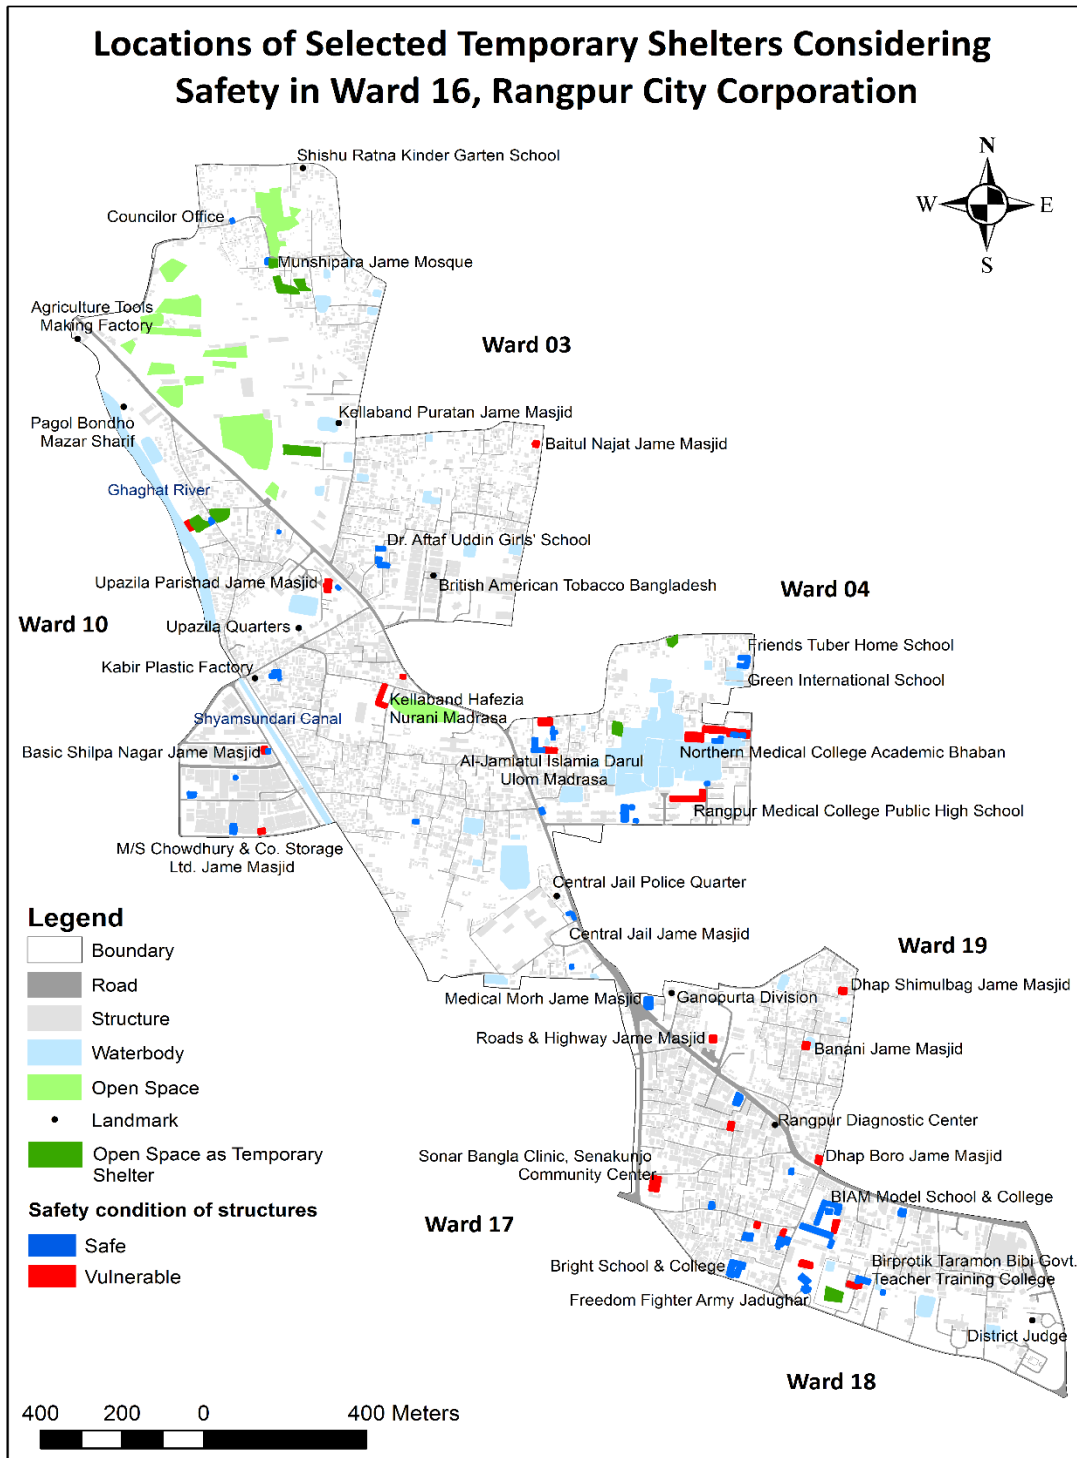 Locations of Selected Temporary Shelters Considering
Safety in Ward 16, Rangpur City Corporation
N
W
E
S
Shishu Ratna Kinder Garten School
Councilor Office
Munshipara Jame Mosque
Agriculture Tools
Making Factory
Ward 03
Pagol Bondho
Mazar Sharif
Kellaband Puratan Jame Masjid
Baitul Najat Jame Masjid
Ghaghat River
Dr. Aftaf Uddin Girls' School
Upazila Parishad Jame Masjid
British American Tobacco Bangladesh
Ward 04
Ward 10
Upazila Quarters
Friends Tuber Home School
Kabir Plastic Factory
Green International School
Kellaband Hafezia
Nurani Madrasa
Shyamsundari Canal
Basic Shilpa Nagar Jame Masjid
Northern Medical College Academic Bhaban
Al-Jamiatul Islamia Darul
Ulom Madrasa
Rangpur Medical College Public High School
M/S Chowdhury & Co. Storage
Ltd. Jame Masjid
Central Jail Police Quarter
Central Jail Jame Masjid
Ward 19
Medical Morh Jame Masjid
Ganopurta Division
Dhap Shimulbag Jame Masjid
Roads & Highway Jame Masjid
Banani Jame Masjid
Rangpur Diagnostic Center
Sonar Bangla Clinic, Senakunjo
Community Center
Dhap Boro Jame Masjid
BIAM Model School & College
Ward 17
Bright School & College
Birprotik Taramon Bibi Govt.
Teacher Training College
Freedom Fighter Army Jadughar
District Judge
Ward 18
Legend
Boundary
Road
Structure
Waterbody
Open Space
Landmark
Open Space as Temporary
Shelter
Safety condition of structures
Safe
Vulnerable
400 200 0 400 Meters